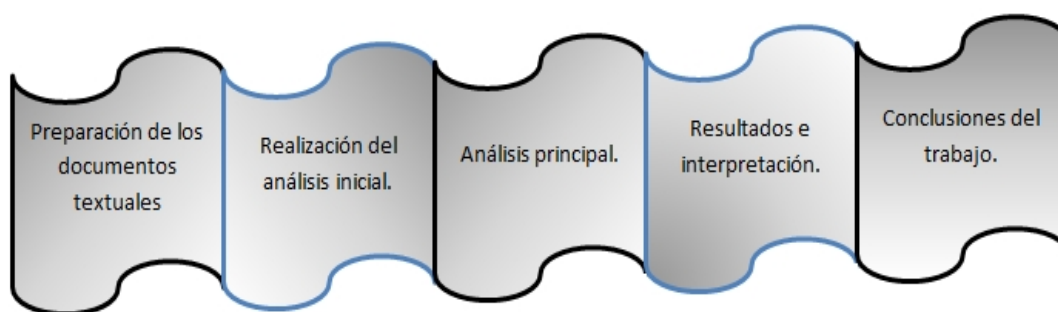 Preparación de los
documentos
textuales
Realización del
análisis inicial.
Análisis principal.
Resultados e
interpretación.
Conclusiones del
trabajo.